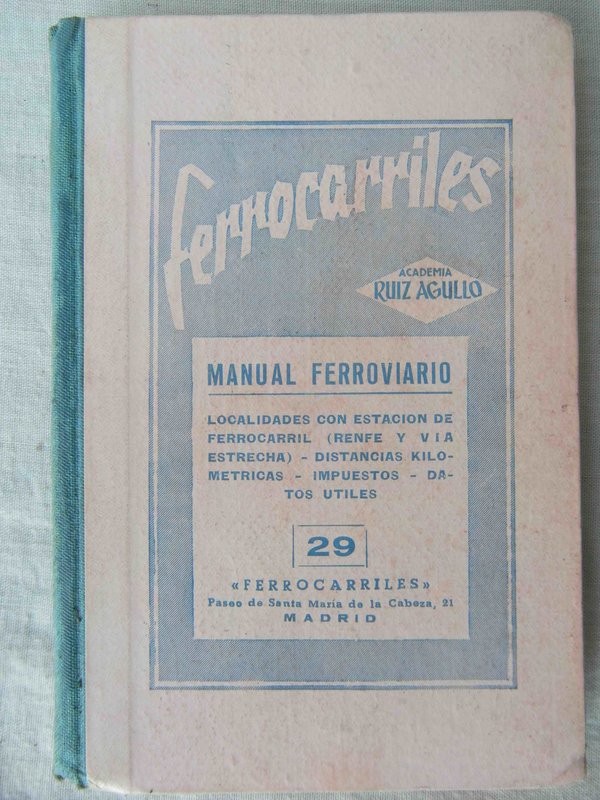 ferrocarriles
ACADEMIA
RUIZ AGULLO
MANUAL FERROVIARIO
LOCALIDADES CON ESTACION DE
FERROCARRIL (RENFE Y VIA
ESTRECHA) - DISTANCIAS KILO-
METRICAS - IMPUESTOS - DA-
TOS UTILES
29
«FERROCARRILES»
Paseo de Santa María de la Cabeza, 21
MADRID